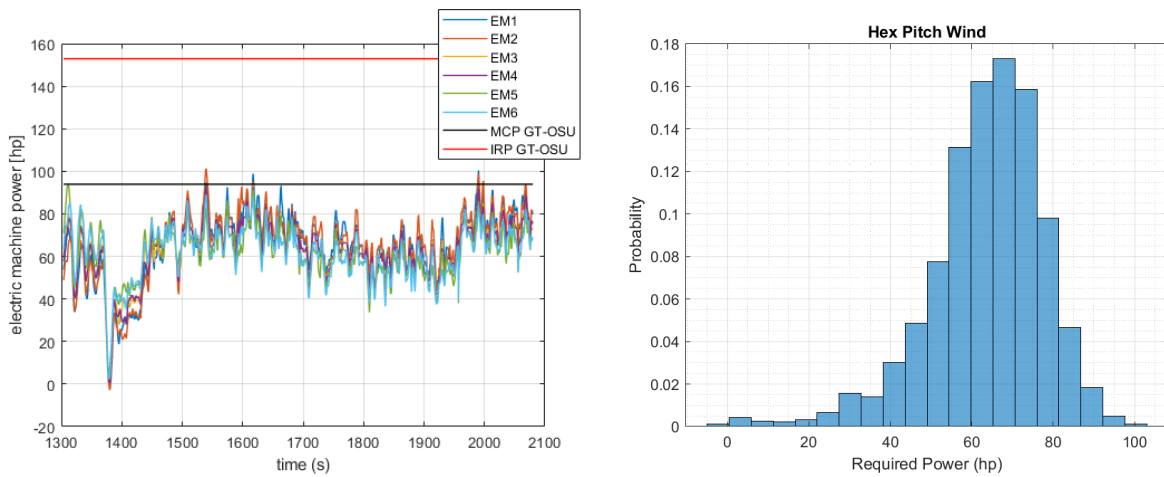 EM1
EM2
EM3
EM4
EM5
EM6
MCP GT-OSU
IRP GT-OSU
160
140
120
100
80
60
40
20
0
-20
electric machine power [hp]
1300 1400 1500 1600 1700 1800 1900 2000 2100
time (s)
Hex Pitch Wind
0.18
0.16
0.14
0.12
0.1
0.08
0.06
0.04
0.02
0
Probability
0 20 40 60 80 100
Required Power (hp)